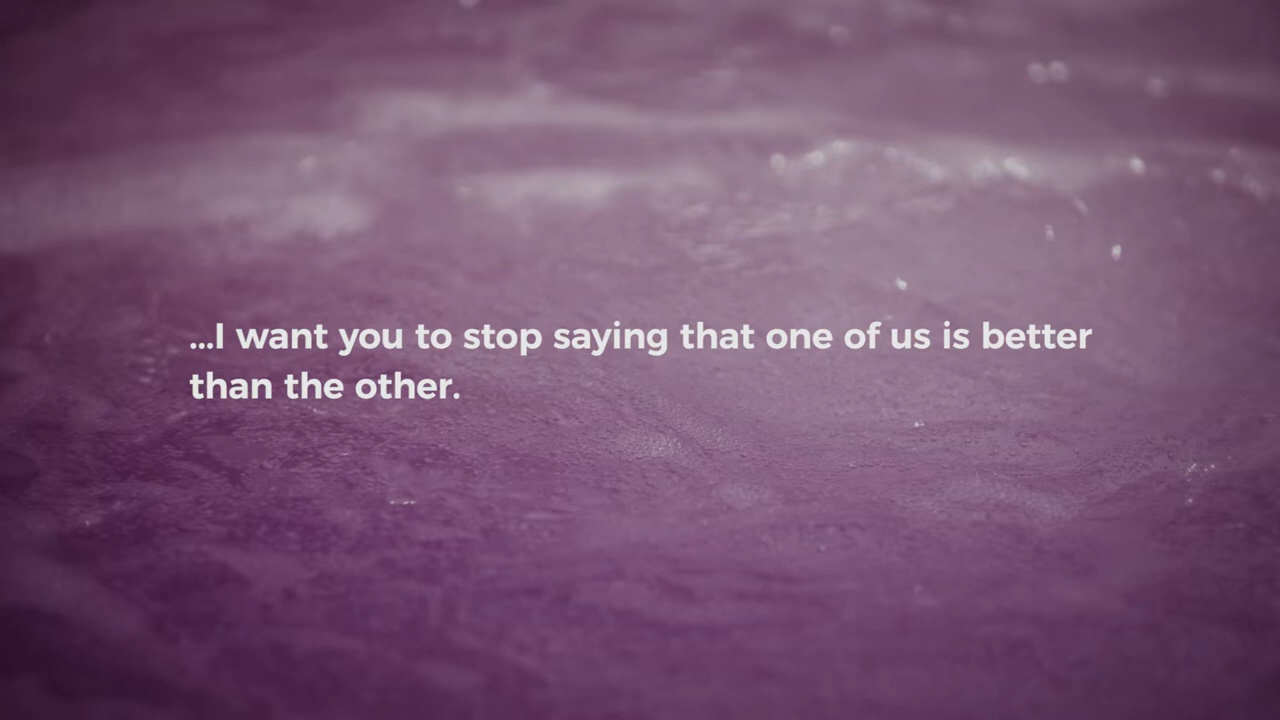 ...I want you to stop saying that one of us is better
than the other.